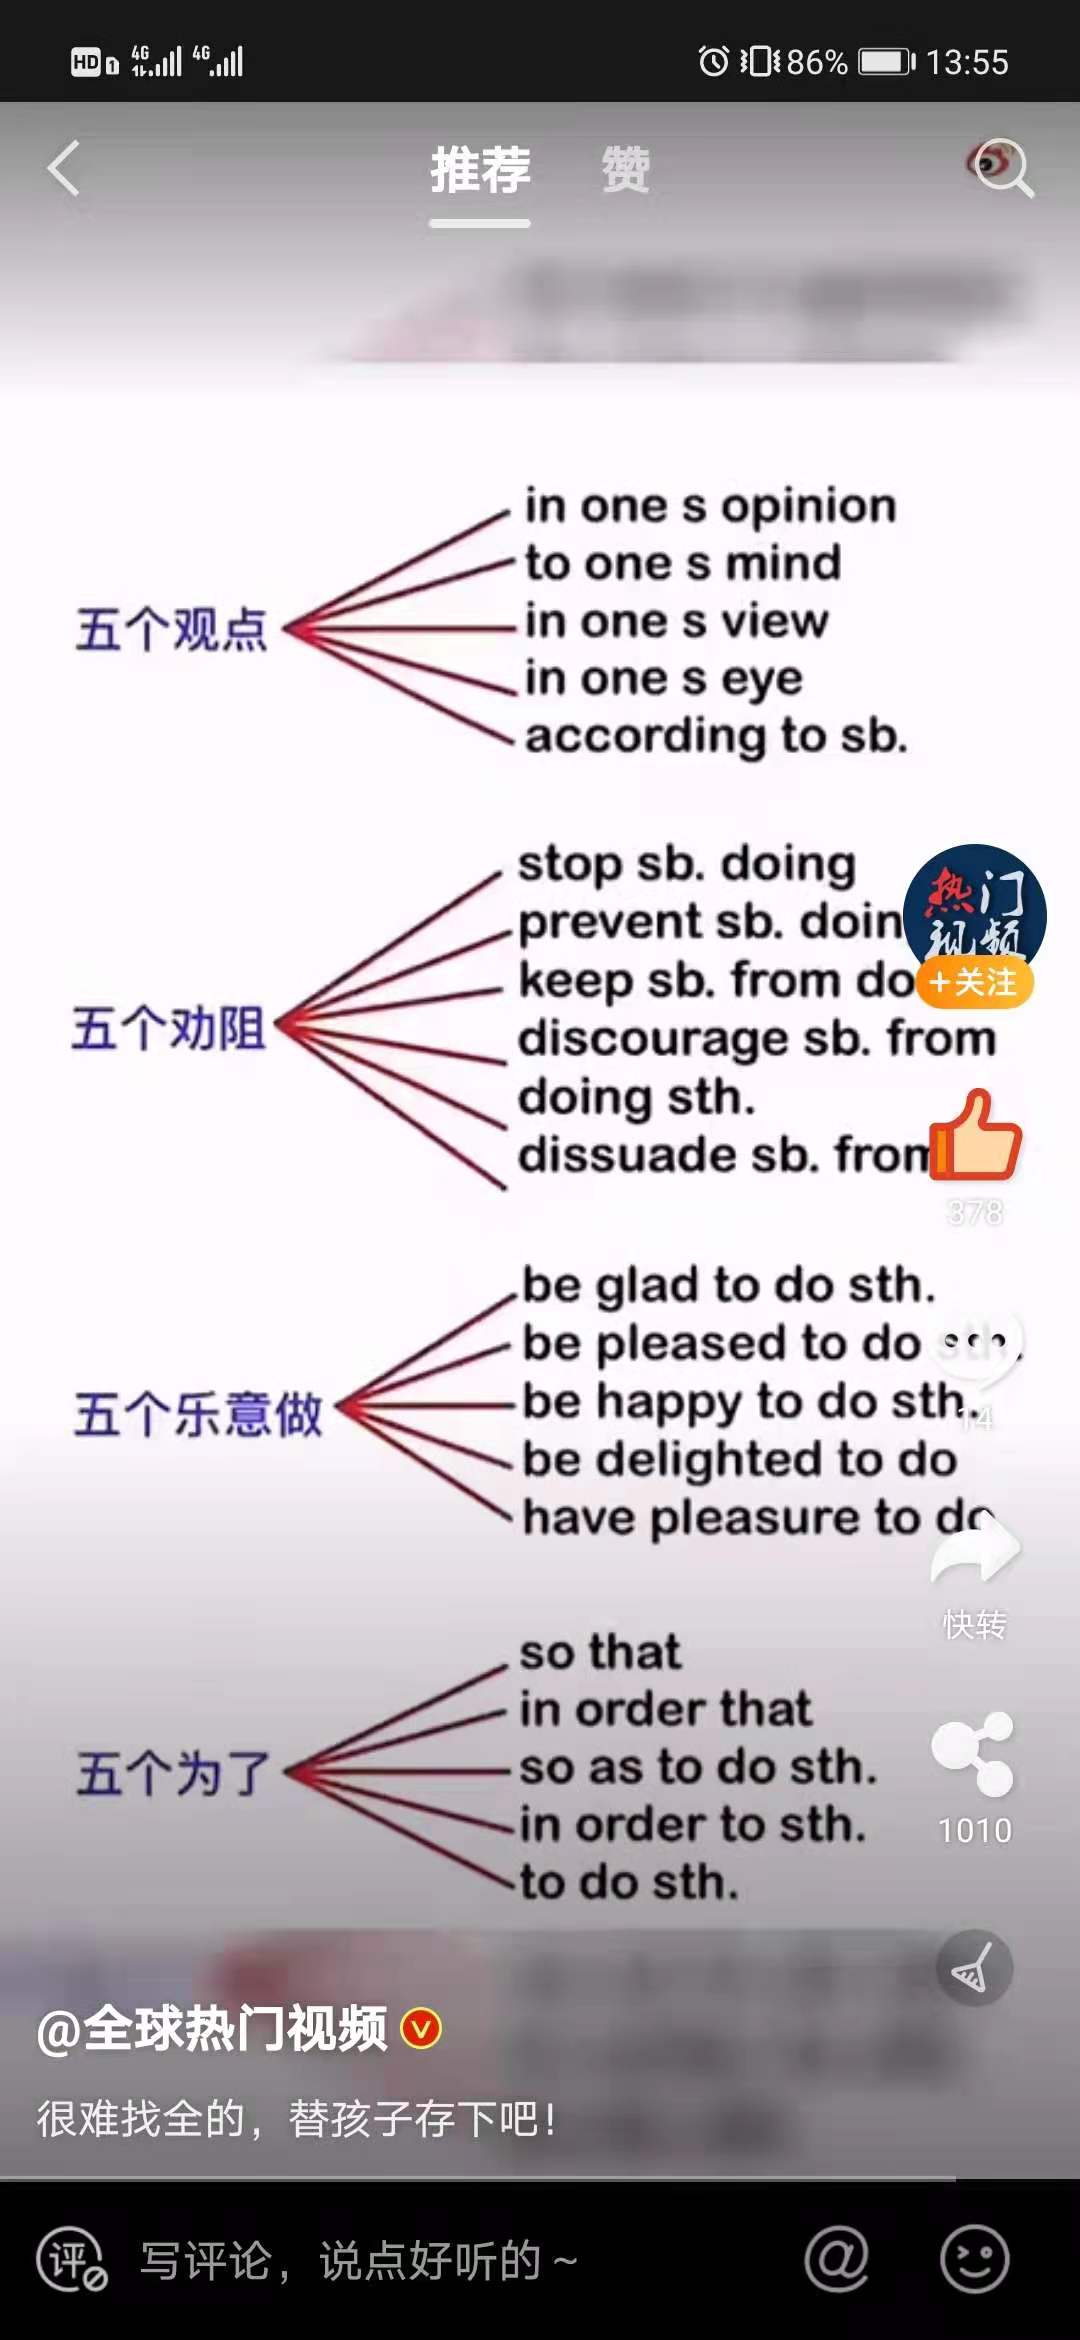 HD 1 4G 4G 86% 13:55
推荐 赞
in one s opinion
to one s mind
五个观点
in one s view
in one s eye
according to sb.
stop sb. doing
prevent sb. doin
keep sb. from do
五个劝阻
discourage sb. from
doing sth.
dissuade sb. from
热门
视频
+关注
378
be glad to do sth.
be pleased to do sth.
五个乐意做
be happy to do sth.
14
be delighted to do
have pleasure to do
快转
so that
in order that
五个为了
so as to do sth.
in order to sth.
to do sth.
1010
@全球热门视频 V
很难找全的，替孩子存下吧！
评 写评论，说点好听的~ @